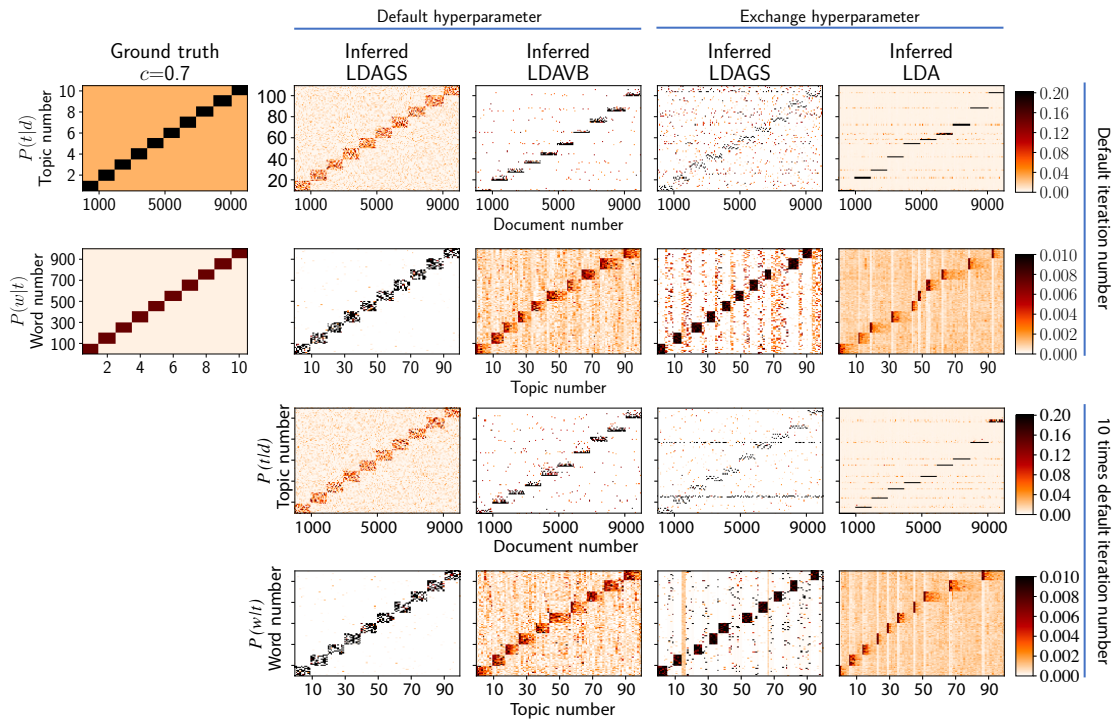 Default hyperparameter
Exchange hyperparameter
Ground truth
c=0.7
Inferred
LDAGS
Inferred
LDAVB
Inferred
LDAGS
Inferred
LDA
P(t|d)
Topic number
10
8
6
4
2
1000 5000 9000
100
80
60
40
20
1000 5000 9000
1000 5000 9000
1000 5000 9000
1000 5000 9000
Document number
0.20
0.16
0.12
0.08
0.04
0.00
Default iteration number
P(w|t)
Word number
900
700
500
300
100
2 4 6 8 10
10 30 50 70 90
10 30 50 70 90
10 30 50 70 90
10 30 50 70 90
Topic number
0.010
0.008
0.006
0.004
0.002
0.000
P(t|d)
Topic number
1000 5000 9000
1000 5000 9000
1000 5000 9000
1000 5000 9000
Document number
0.20
0.16
0.12
0.08
0.04
0.00
10 times default iteration number
P(w|t)
Word number
10 30 50 70 90
10 30 50 70 90
10 30 50 70 90
10 30 50 70 90
Topic number
0.010
0.008
0.006
0.004
0.002
0.000